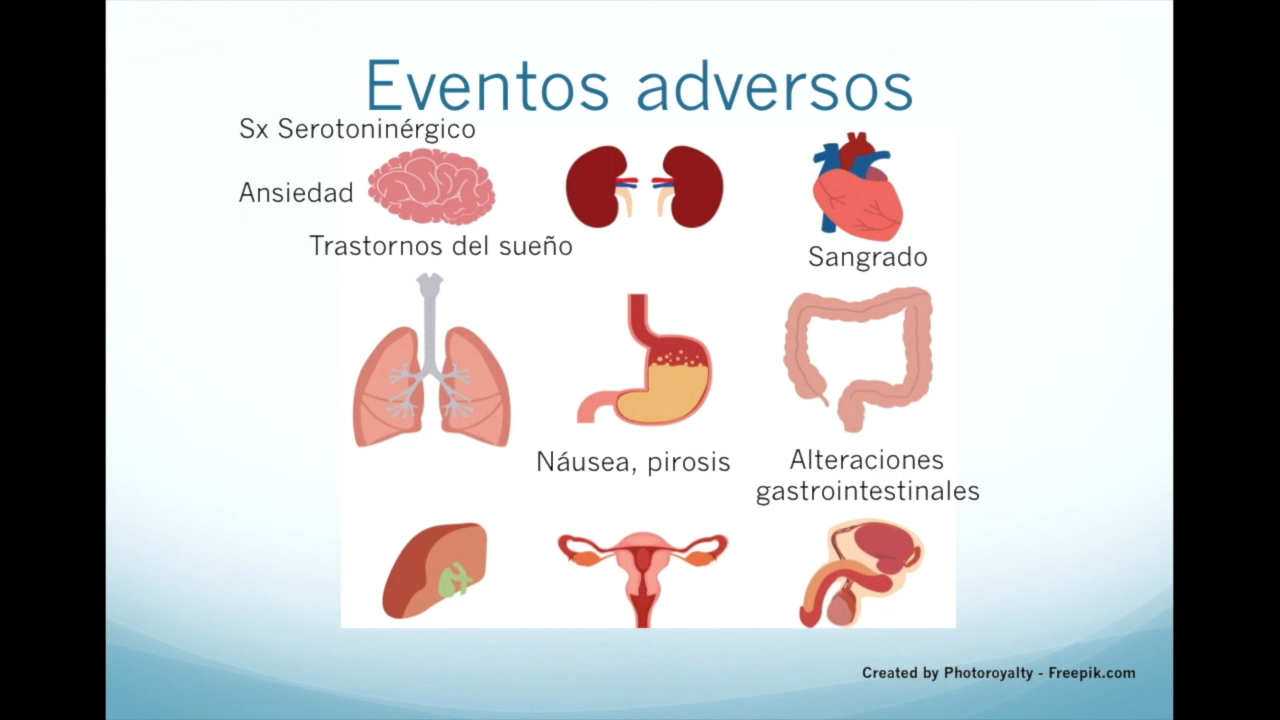 Eventos adversos
Sx Serotoninérgico
Ansiedad
Trastornos del sueño
Sangrado
Náusea, pirosis
Alteraciones
gastrointestinales
Created by Photoroyalty - Freepik.com